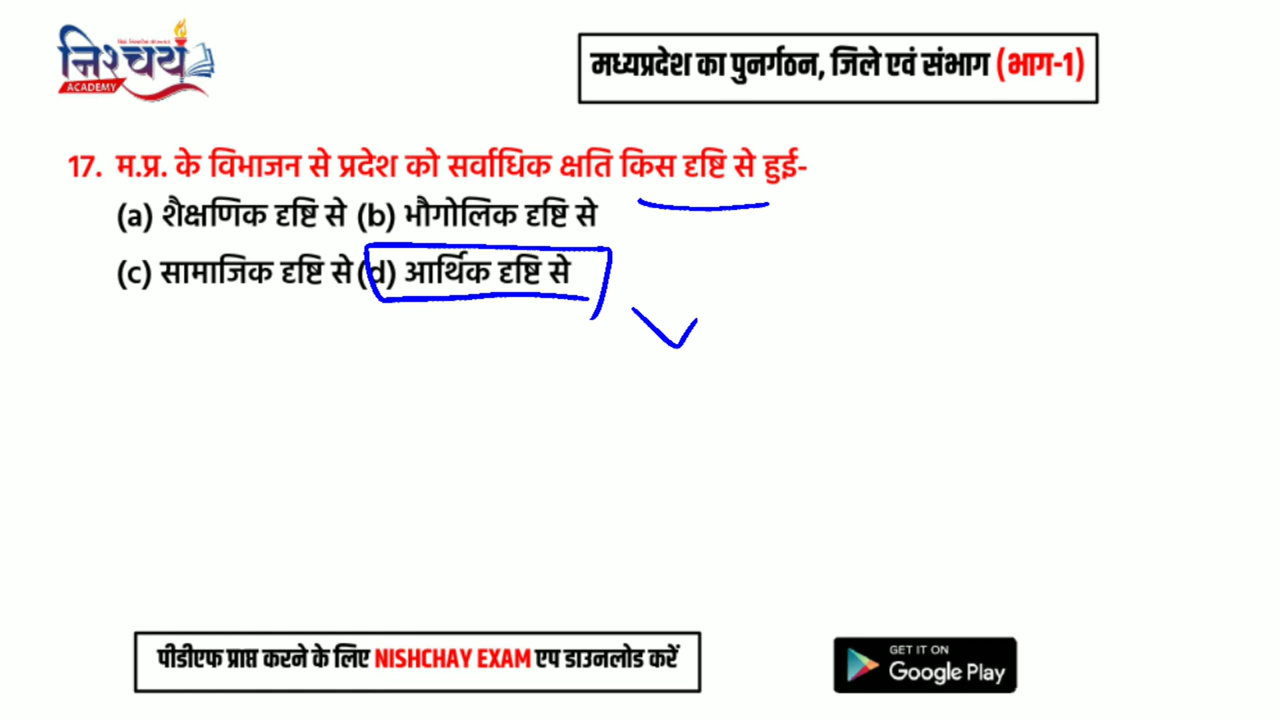 निश्चय
ACADEMY
मध्यप्रदेश का पुनर्गठन, जिले एवं संभाग (भाग-1)
17. म.प्र. के विभाजन से प्रदेश को सर्वाधिक क्षति किस दृष्टि से हुई-
(a) शैक्षणिक दृष्टि से (b) भौगोलिक दृष्टि से
(c) सामाजिक दृष्टि से (d) आर्थिक दृष्टि से
पीडीएफ प्राप्त करने के लिए NISHCHAY EXAM एप डाउनलोड करें
GET IT ON
Google Play